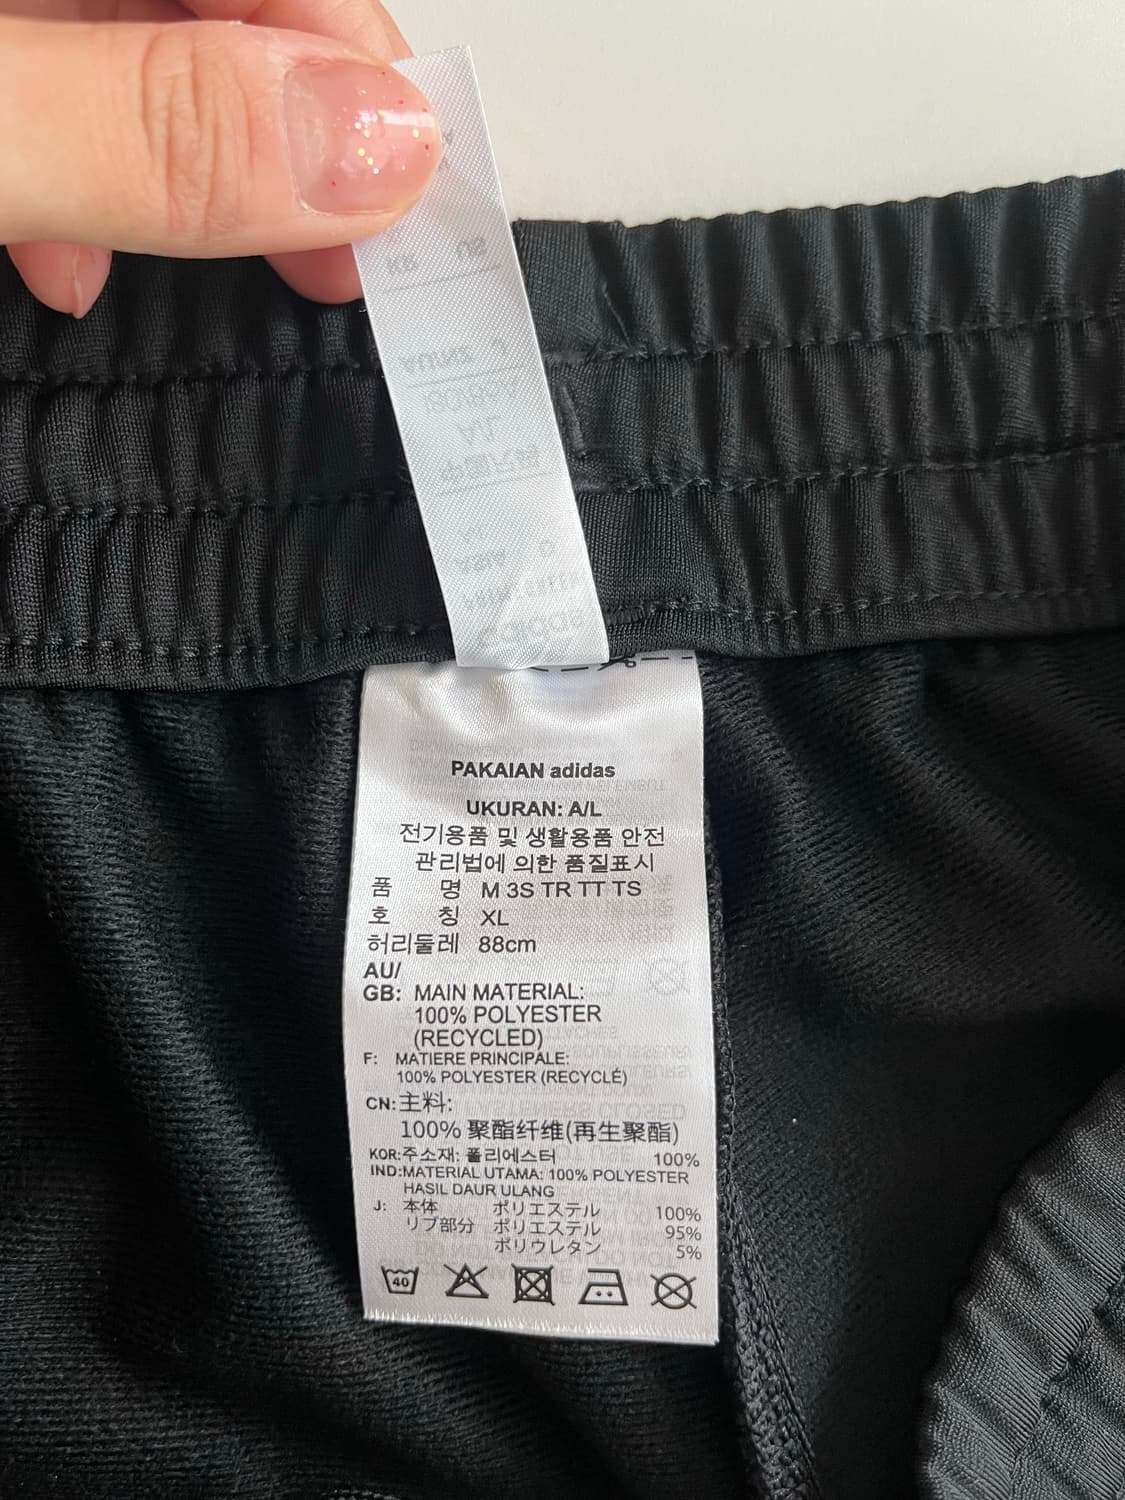 PAKAIAN adidas
UKURAN: A/L
전기용품 및 생활용품 안전
관리법에 의한 품질표시
품 명 M 3S TR TT TS
호 칭 XL
허리둘레 88cm
AU/
GB: MAIN MATERIAL:
100% POLYESTER
(RECYCLED)
F: MATIERE PRINCIPALE:
100% POLYESTER (RECYCLÉ)
CN: 主料:
100% 聚酯纤维(再生聚酯)
KOR: 주소재: 폴리에스터 100%
IND: MATERIAL UTAMA: 100% POLYESTER
HASIL DAUR ULANG
J: 本体 ポリエステル 100%
リブ部分 ポリエステル 95%
ポリウレタン 5%
40